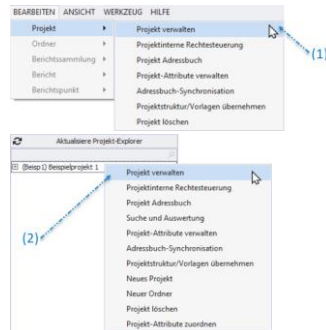 BEARBEITEN ANSICHT WERKZEUG HILFE
Projekt
Ordner
Berichtssammlung
Bericht
Berichtspunkt
Projekt verwalten
Projektinterne Rechtesteuerung
Projekt Adressbuch
Projekt-Attribute verwalten
Adressbuch-Synchronisation
Projektstruktur/Vorlagen übernehmen
Projekt löschen
(1)
Aktualisiere Projekt-Explorer
(Beisp1) Beispielprojekt 1
Projekt verwalten
Projektinterne Rechtesteuerung
Projekt Adressbuch
Suche und Auswertung
Projekt-Attribute verwalten
Adressbuch-Synchronisation
Projektstruktur/Vorlagen übernehmen
Neues Projekt
Neuer Ordner
Projekt löschen
Projekt-Attribute zuordnen
(2)